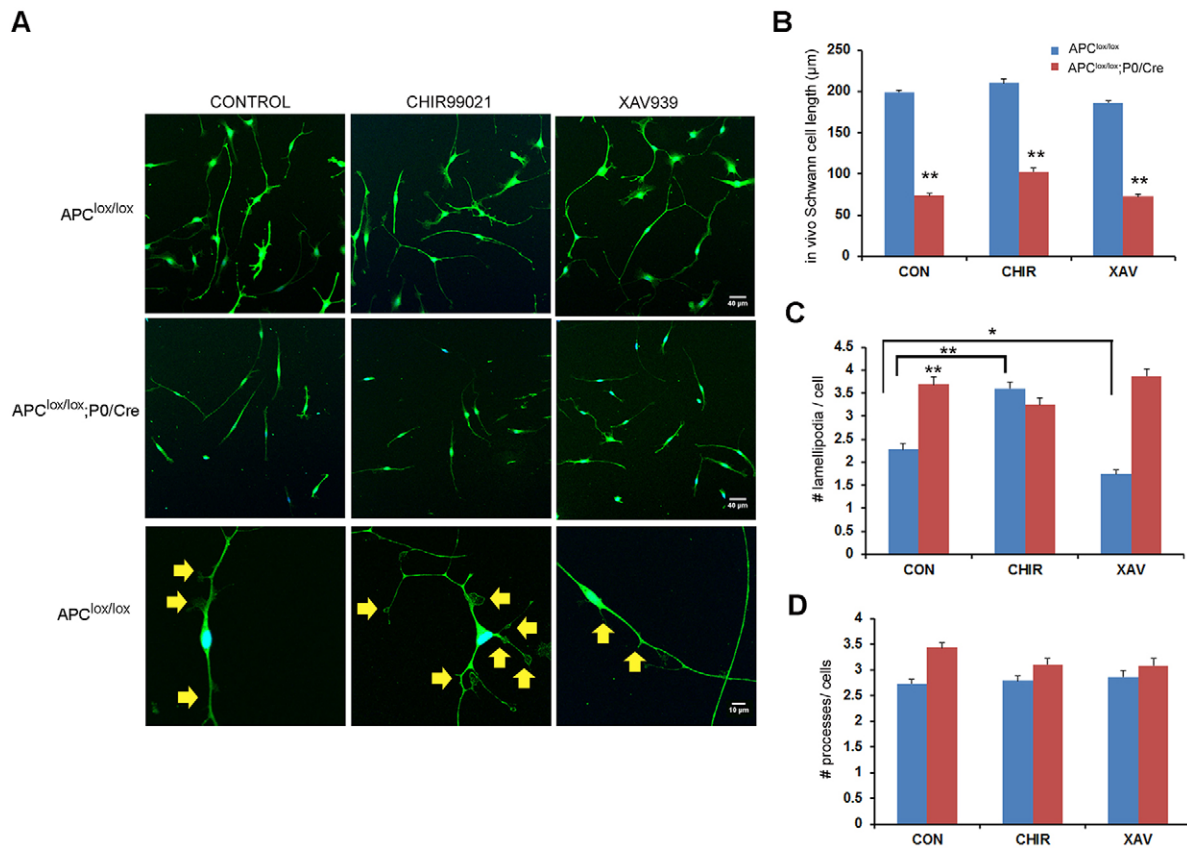 A
CONTROL
CHIR99021
XAV939
APClox/lox
40 µm
APClox/lox;P0/Cre
40 µm
APClox/lox
10 µm
B
APClox/lox
APClox/lox;P0/Cre
in vivo Schwann cell length (µm)
250
200
150
100
50
0
**
**
**
CON
CHIR
XAV
C
# lamellipodia / cell
4.5
4
3.5
3
2.5
2
1.5
1
0.5
0
*
**
**
CON
CHIR
XAV
D
# processes/ cells
4
3.5
3
2.5
2
1.5
1
0.5
0
CON
CHIR
XAV